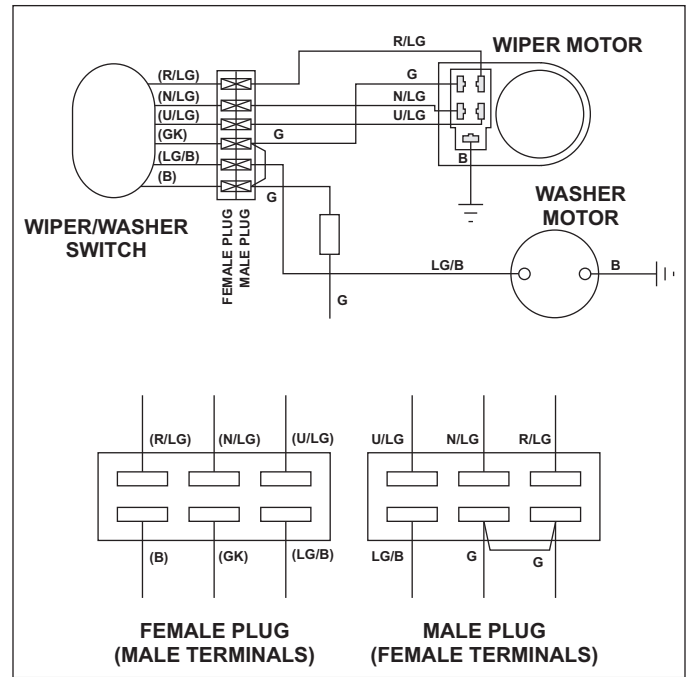 R/LG
WIPER MOTOR
(R/LG)
G
(N/LG)
N/LG
(U/LG)
U/LG
(GK)
G
(LG/B)
B
(B)
G
WIPER/WASHER
SWITCH
FEMALE PLUG
MALE PLUG
WASHER
MOTOR
LG/B
B
G
(R/LG)
(N/LG)
(U/LG)
U/LG
N/LG
R/LG
(B)
(GK)
(LG/B)
LG/B
G
G
FEMALE PLUG
(MALE TERMINALS)
MALE PLUG
(FEMALE TERMINALS)